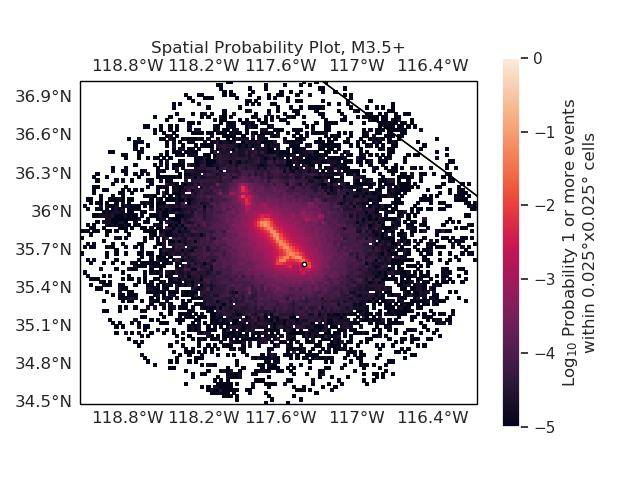 Spatial Probability Plot, M3.5+
118.8°W 118.2°W 117.6°W 117°W 116.4°W
36.9°N
36.6°N
36.3°N
36°N
35.7°N
35.4°N
35.1°N
34.8°N
34.5°N
118.8°W 118.2°W 117.6°W 117°W 116.4°W
0
−1
−2
−3
−4
−5
Log₁₀ Probability 1 or more events
within 0.025°x0.025° cells